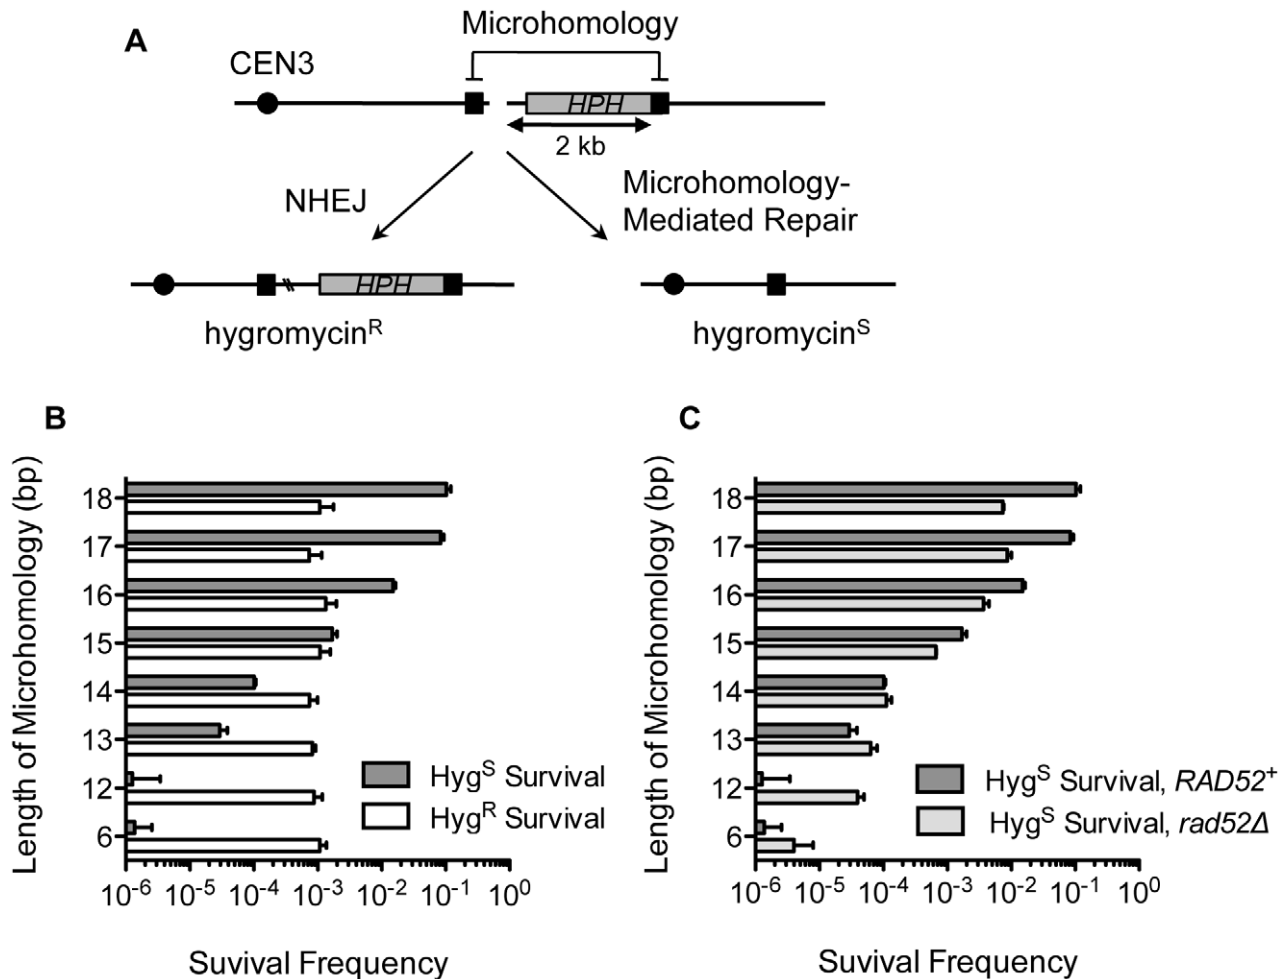 A
Microhomology
CEN3
HPH
2 kb
NHEJ
Microhomology-
Mediated Repair
HPH
hygromycinR
hygromycinS
B
Length of Microhomology (bp)
18
17
16
15
14
13
12
6
HygS Survival
HygR Survival
10-6 10-5 10-4 10-3 10-2 10-1 100
Suvival Frequency
C
Length of Microhomology (bp)
18
17
16
15
14
13
12
6
HygS Survival, RAD52+
HygS Survival, rad52Δ
10-6 10-5 10-4 10-3 10-2 10-1 100
Suvival Frequency